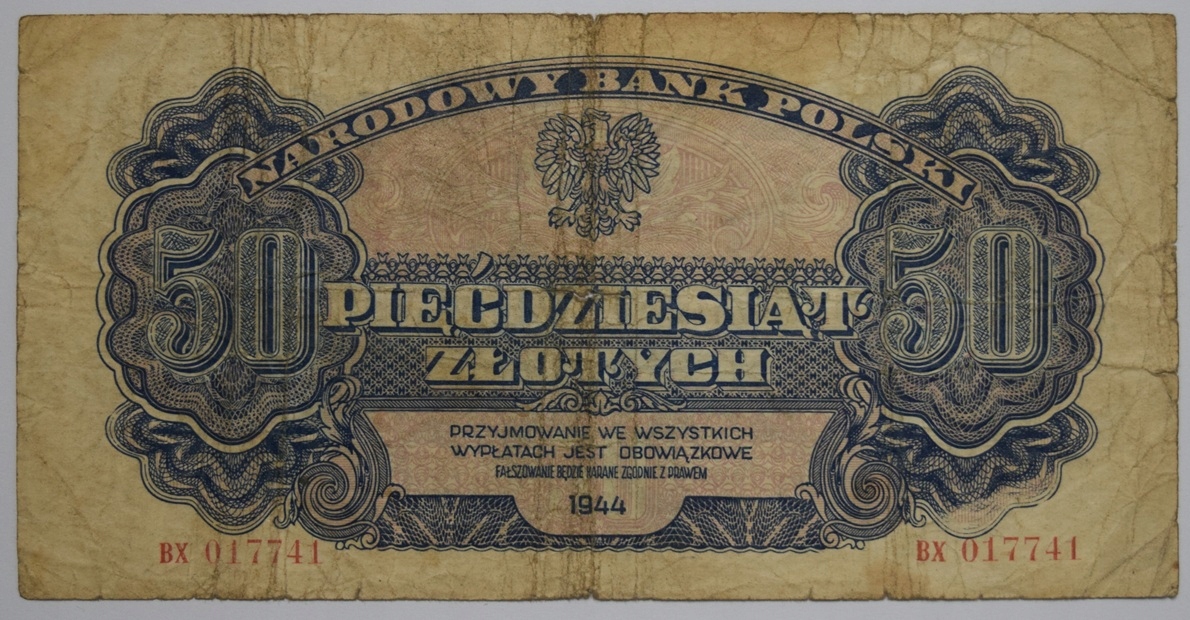 NARODOWY BANK POLSKI
50 50
PIĘĆDZIESIĄT
ZŁOTYCH
PRZYJMOWANIE WE WSZYSTKICH
WYPŁATACH JEST OBOWIĄZKOWE
FAŁSZOWANIE BĘDZIE KARANE ZGODNIE Z PRAWEM
1944
BX 017741 BX 017741